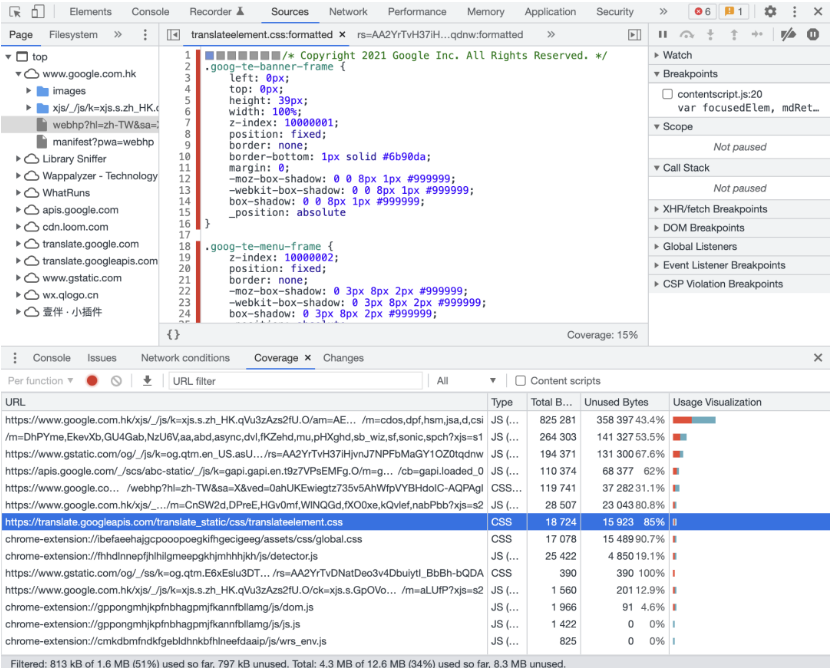 Elements Console Recorder Sources Network Performance Memory Application Security » 6 1
Page Filesystem » translateelement.css:formatted × rs=AA2YrTvH37iH…qdnw:formatted »
top
www.google.com.hk
images
xjs/_/js/k=xjs.s.zh_HK.
webhp?hl=zh-TW&sa=
manifest?pwa=webhp
Library Sniffer
Wappalyzer - Technology
WhatRuns
apis.google.com
cdn.loom.com
translate.google.com
translate.googleapis.com
www.gstatic.com
wx.qlogo.cn
壹伴 · 小插件
1 /* Copyright 2021 Google Inc. All Rights Reserved. */
2 .goog-te-banner-frame {
3 left: 0px;
4 top: 0px;
5 height: 39px;
6 width: 100%;
7 z-index: 10000001;
8 position: fixed;
9 border: none;
10 border-bottom: 1px solid #6b90da;
11 margin: 0;
12 -moz-box-shadow: 0 0 8px 1px #999999;
13 -webkit-box-shadow: 0 0 8px 1px #999999;
14 box-shadow: 0 0 8px 1px #999999;
15 _position: absolute
16 }
17
18 .goog-te-menu-frame {
19 z-index: 10000002;
20 position: fixed;
21 border: none;
22 -moz-box-shadow: 0 3px 8px 2px #999999;
23 -webkit-box-shadow: 0 3px 8px 2px #999999;
24 box-shadow: 0 3px 8px 2px #999999;
{ } Coverage: 15%
Watch
Breakpoints
contentscript.js:20
var focusedElem, mdRet…
Scope
Not paused
Call Stack
Not paused
XHR/fetch Breakpoints
DOM Breakpoints
Global Listeners
Event Listener Breakpoints
CSP Violation Breakpoints
Console Issues Network conditions Coverage × Changes ×
Per function URL filter All Content scripts
URL Type Total B… Unused Bytes Usage Visualization
https://www.google.com.hk/xjs/_/js/k=xjs.s.zh_HK.qVu3zAzs2fU.O/am=AE… /m=cdos,dpf,hsm,jsa,d,csi JS (… 825 281 358 397 43.4%
/m=DhPYme,EkevXb,GU4Gab,NzU6V,aa,abd,async,dvl,fKZehd,mu,pHXghd,sb_wiz,sf,sonic,spch?xjs=s1 JS (… 264 303 141 327 53.5%
https://www.gstatic.com/og/_/js/k=og.qtm.en_US.asU… /rs=AA2YrTvH37iHjvnJ7NPFbMaGY1OZ0tqdnw JS (… 194 371 131 300 67.6%
https://apis.google.com/_/scs/abc-static/_/js/k=gapi.gapi.en.t9z7VPsEMFg.O/m=g… /cb=gapi.loaded_0 JS (… 110 374 68 377 62%
https://www.google.co… /webhp?hl=zh-TW&sa=X&ved=0ahUKEwiegtz735v5AhWfpVYBHdolC-AQPAgI CSS… 119 741 37 282 31.1%
https://www.google.com.hk/xjs/_… /m=CnSW2d,DPreE,HGv0mf,WlNQGd,fXO0xe,kQvlef,nabPbb?xjs=s2 JS (… 28 507 23 043 80.8%
https://translate.googleapis.com/translate_static/css/translateelement.css CSS 18 724 15 923 85%
chrome-extension://ibefaeehajgcpooopoegkifhgecigeeg/assets/css/global.css CSS 17 078 15 489 90.7%
chrome-extension://fhhdlnnepfjhlhilgmeepgkhjmhhhjkh/js/detector.js JS (… 25 422 4 850 19.1%
https://www.gstatic.com/og/_/ss/k=og.qtm.E6xEslu3DT… /rs=AA2YrTvDNatDeo3v4Dbuiytl_BbBh-bQDA CSS 390 390 100%
https://www.google.com.hk/xjs/_/js/k=xjs.s.zh_HK.qVu3zAzs2fU.O/ck=xjs.s.GpOVo… /m=aLUfP?xjs=s2 JS (… 1 560 201 12.9%
chrome-extension://gppongmhjkpfnbhagpmjfkannfbllamg/js/dom.js JS (… 1 966 91 4.6%
chrome-extension://gppongmhjkpfnbhagpmjfkannfbllamg/js/js.js JS (… 1 422 0 0%
chrome-extension://cmkdbmfndkfgebldhnkbfhlneefdaaip/js/wrs_env.js JS (… 825 0 0%
Filtered: 813 kB of 1.6 MB (51%) used so far, 797 kB unused. Total: 4.3 MB of 12.6 MB (34%) used so far, 8.3 MB unused.